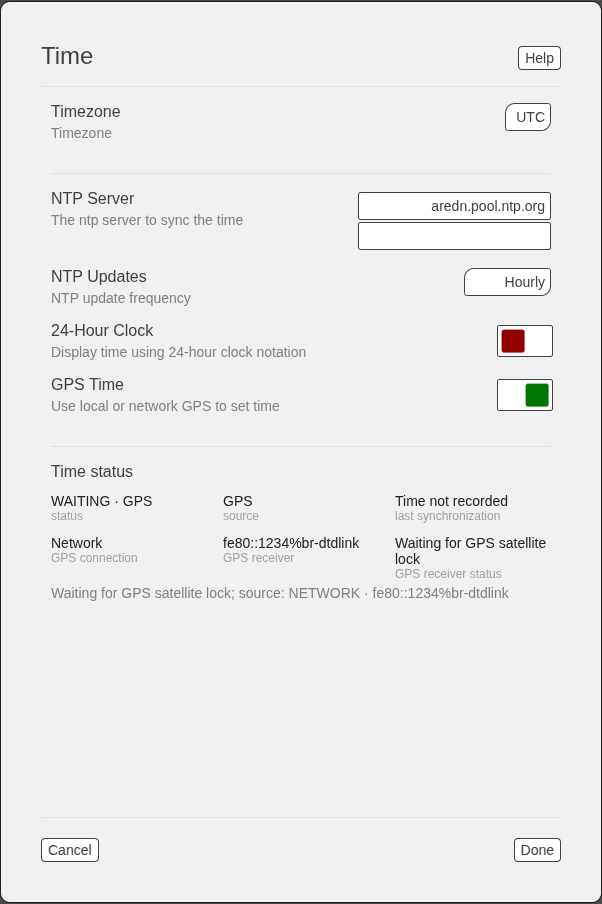 Time
Help
Timezone
UTC
Timezone
NTP Server
aredn.pool.ntp.org
The ntp server to sync the time
NTP Updates
Hourly
NTP update frequency
24-Hour Clock
Display time using 24-hour clock notation
GPS Time
Use local or network GPS to set time
Time status
WAITING · GPS
status
GPS
source
Time not recorded
last synchronization
Network
GPS connection
fe80::1234%br-dtdlink
GPS receiver
Waiting for GPS satellite
lock
GPS receiver status
Waiting for GPS satellite lock; source: NETWORK · fe80::1234%br-dtdlink
Cancel
Done